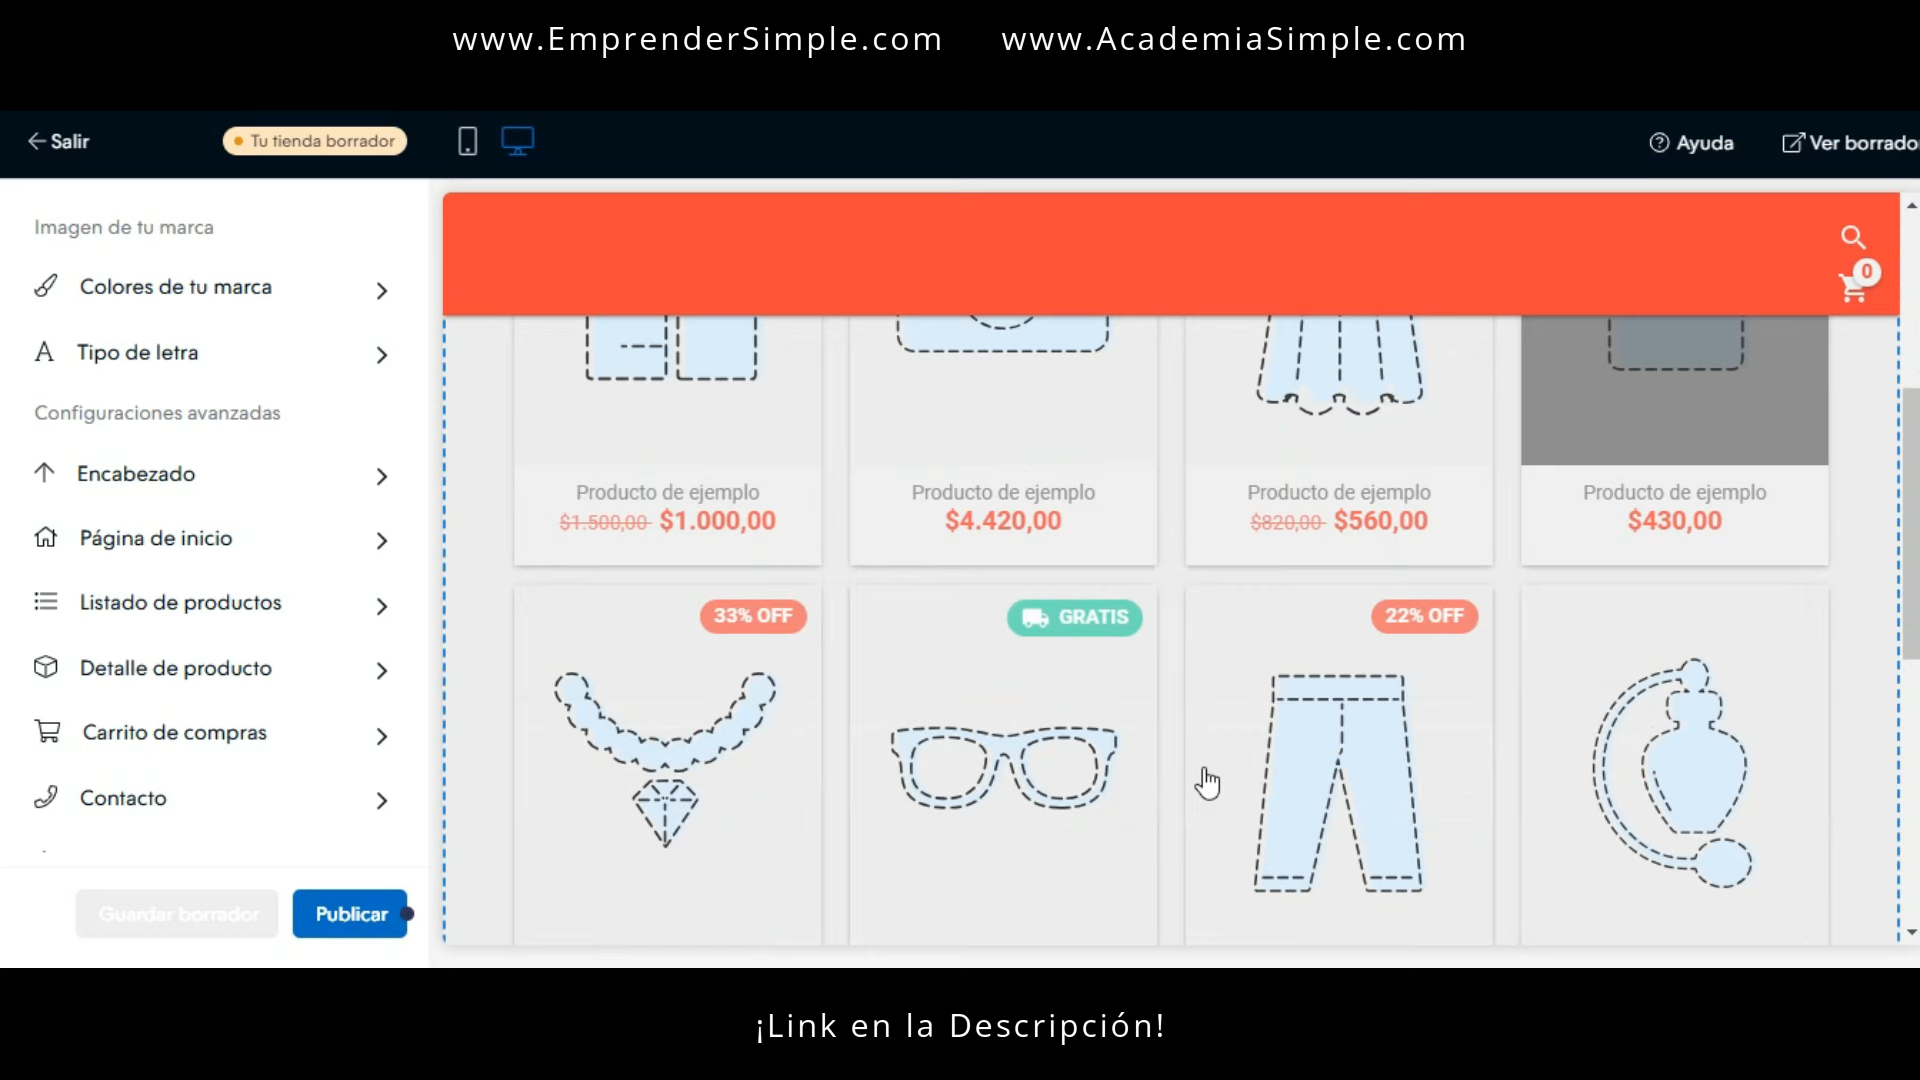 www.EmprenderSimple.com www.AcademiaSimple.com
Salir
Tu tienda borrador
Ayuda
Ver borrado
Imagen de tu marca
Colores de tu marca
Tipo de letra
Configuraciones avanzadas
Encabezado
Página de inicio
Listado de productos
Detalle de producto
Carrito de compras
Contacto
Guardar borrador
Publicar
0
Producto de ejemplo
$1.500,00 $1.000,00
Producto de ejemplo
$4.420,00
Producto de ejemplo
$820,00 $560,00
Producto de ejemplo
$430,00
33% OFF
GRATIS
22% OFF
¡Link en la Descripción!